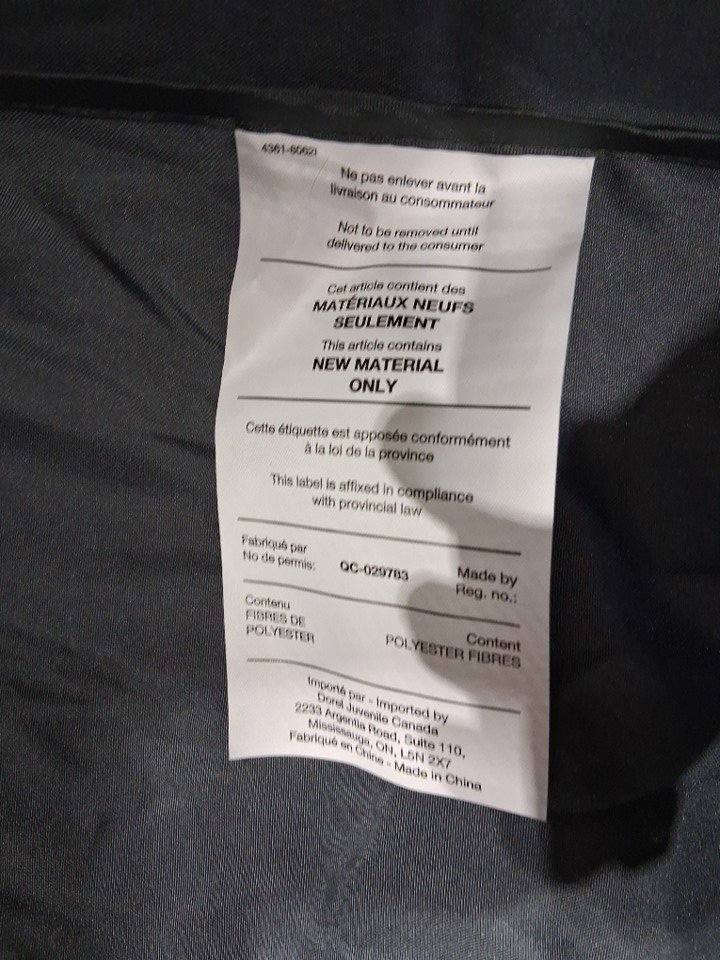 4361-6062I
Ne pas enlever avant la
livraison au consommateur
Not to be removed until
delivered to the consumer
Cet article contient des
MATÉRIAUX NEUFS
SEULEMENT
This article contains
NEW MATERIAL
ONLY
Cette étiquette est apposée conformément
à la loi de la province
This label is affixed in compliance
with provincial law
Fabriqué par
No de permis:
QC-029783
Made by
Reg. no.:
Contenu
FIBRES DE
POLYESTER
Content
POLYESTER FIBRES
Importé par - Imported by
Dorel Juvenile Canada
2233 Argentia Road, Suite 110,
Mississauga, ON, L5N 2X7
Fabriqué en Chine - Made in China